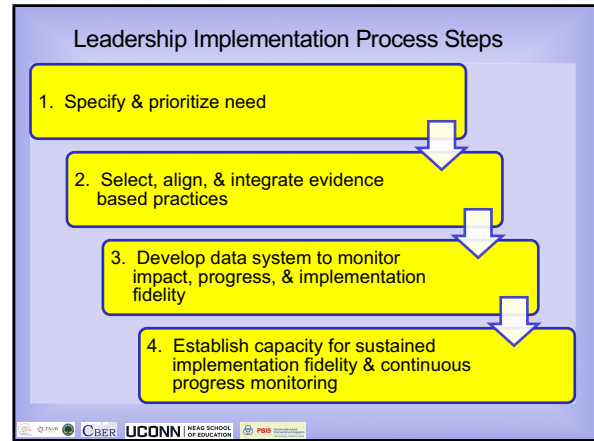 Leadership Implementation Process Steps
1. Specify & prioritize need
2. Select, align, & integrate evidence
based practices
3. Develop data system to monitor
impact, progress, & implementation
fidelity
4. Establish capacity for sustained
implementation fidelity & continuous
progress monitoring
CBER UCONN NEAG SCHOOL
OF EDUCATION PBIS